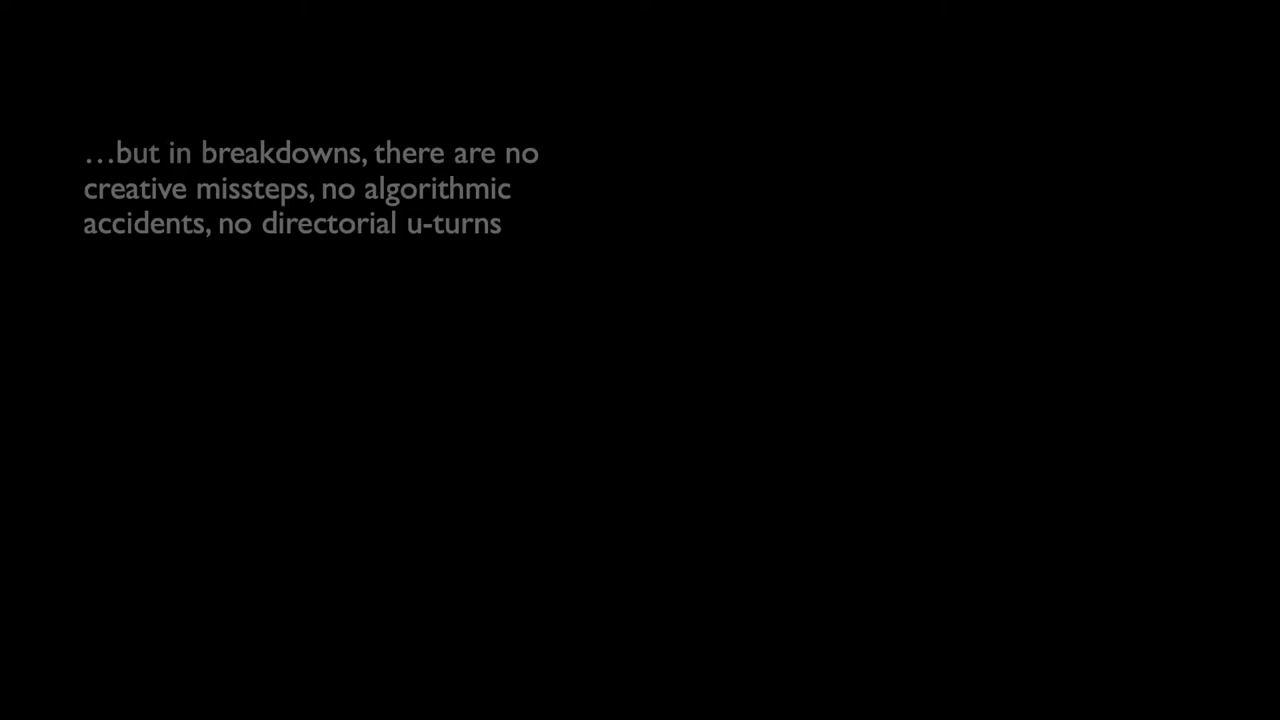 …but in breakdowns, there are no
creative missteps, no algorithmic
accidents, no directorial u-turns